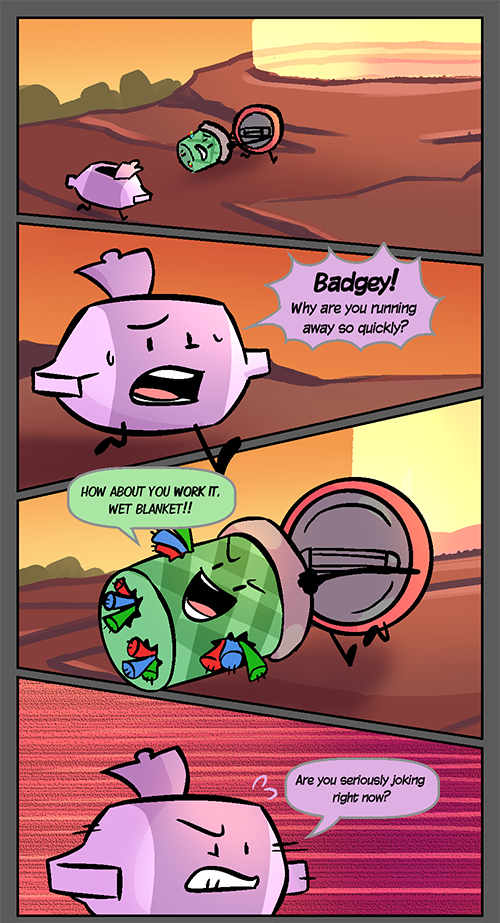 Badgey!
Why are you running
away so quickly?
HOW ABOUT YOU WORK IT,
WET BLANKET!!
Are you seriously joking
right now?